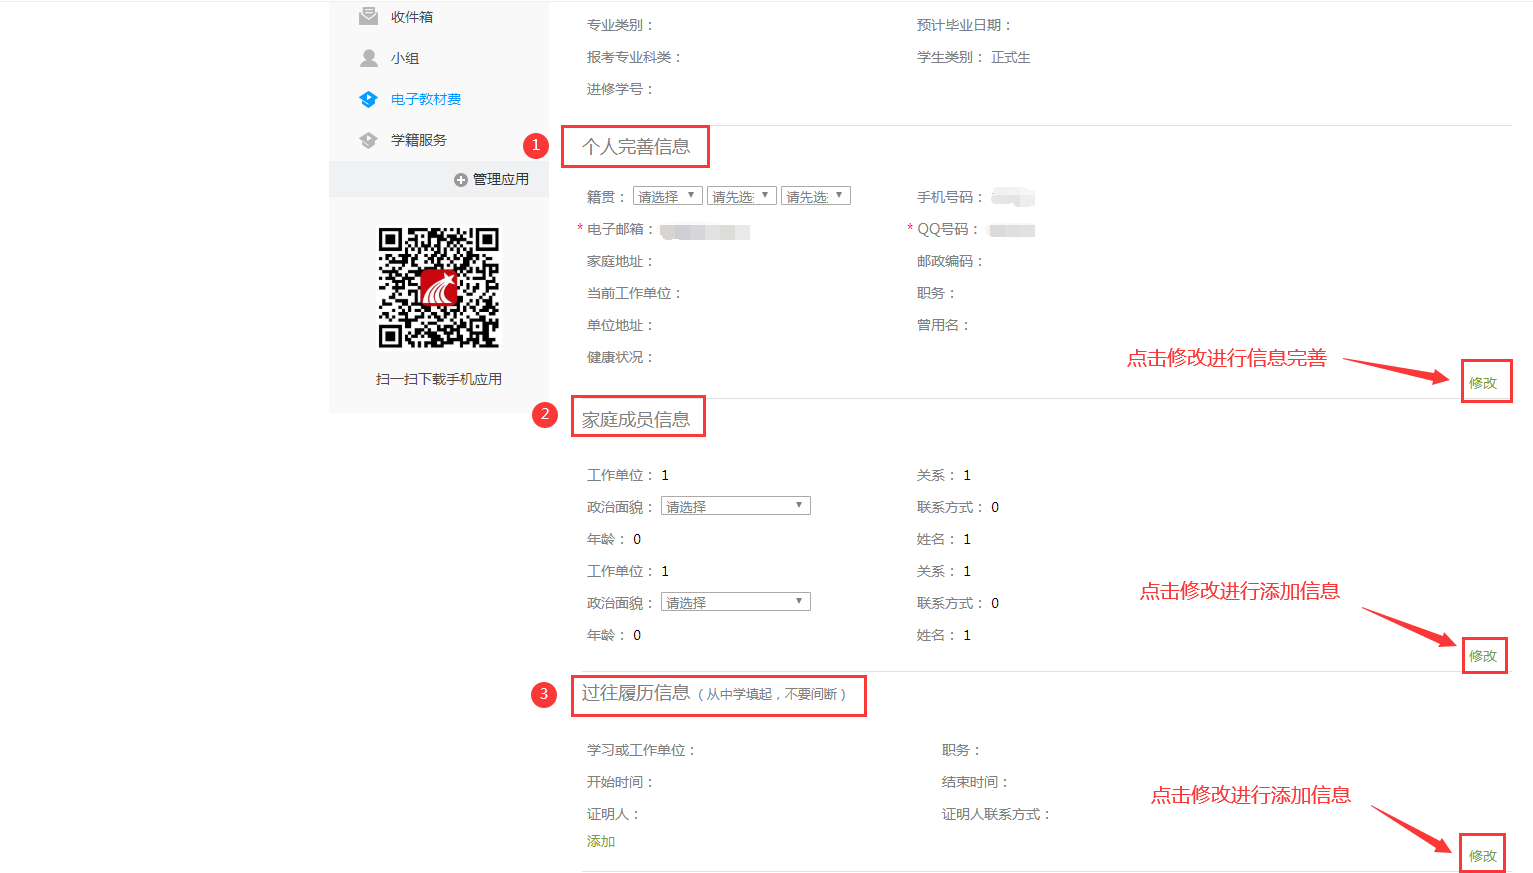 收件箱
小组
电子教材费
学籍服务
管理应用
扫一扫下载手机应用
专业类别： 预计毕业日期：
报考专业科类： 学生类别： 正式生
进修学号：
1 个人完善信息
籍贯： 请选择 请先选: 请先选: 手机号码：
* 电子邮箱： * QQ号码：
家庭地址： 邮政编码：
当前工作单位： 职务：
单位地址： 曾用名：
健康状况：
点击修改进行信息完善
修改
2 家庭成员信息
工作单位： 1 关系： 1
政治面貌： 请选择 联系方式： 0
年龄： 0 姓名： 1
工作单位： 1 关系： 1
政治面貌： 请选择 联系方式： 0
年龄： 0 姓名： 1
点击修改进行添加信息
修改
3 过往履历信息（从中学填起，不要间断）
学习或工作单位： 职务：
开始时间： 结束时间：
证明人： 证明人联系方式：
添加
点击修改进行添加信息
修改